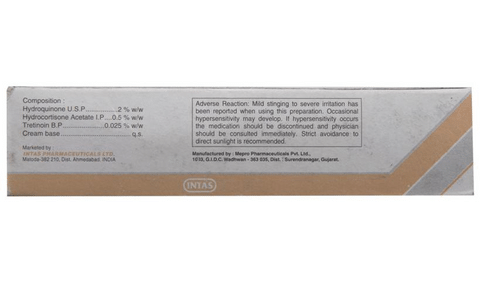 Composition :
Hydroquinone U.S.P..............2 % w/w
Hydrocortisone Acetate I.P....0.5 % w/w
Tretinoin B.P...................0.025 % w/w
Cream base ........................ q.s.
Marketed by
INTAS PHARMACEUTICALS LTD.
Matoda-382 210, Dist. Ahmedabad, INDIA
Adverse Reaction: Mild stinging to severe irritation has
been reported when using this preparation. Occasional
hypersensitivity may develop. If hypersensitivity occurs
the medication should be discontinued and physician
should be consulted immediately. Strict avoidance to
direct sunlight is recommended.
Manufactured by : Mepro Pharmaceuticals Pvt. Ltd.,
1010, G.I.D.C. Wadhwan - 363 035, Dist. : Surendranagar, Gujarat.
INTAS